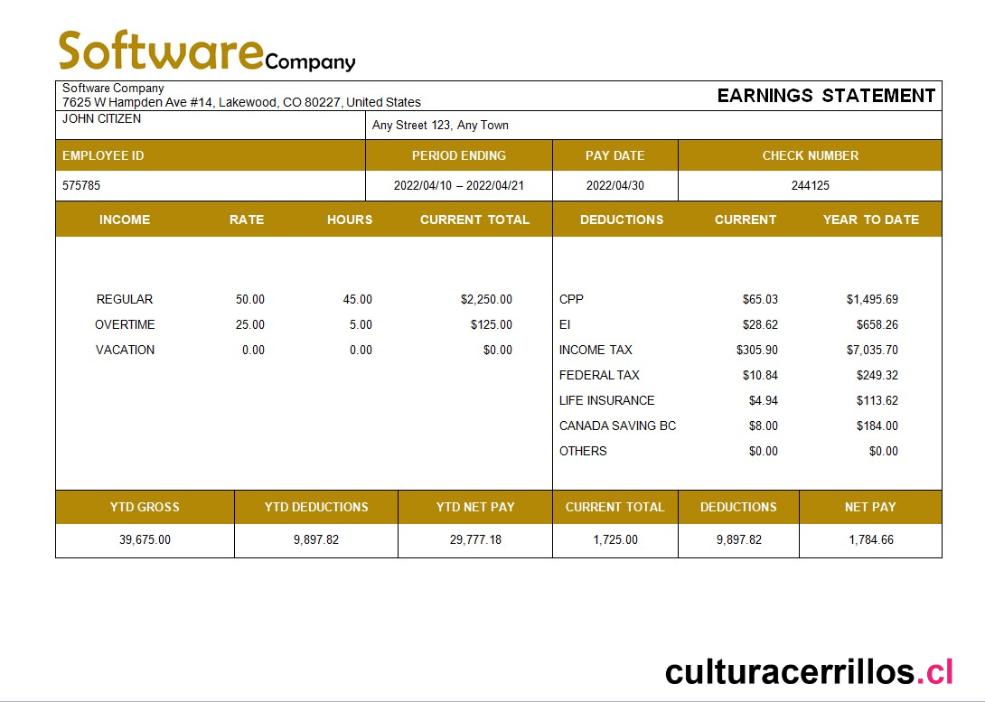 Software Company
Software Company
7625 W Hampden Ave #14, Lakewood, CO 80227, United States
EARNINGS STATEMENT
JOHN CITIZEN
Any Street 123, Any Town
EMPLOYEE ID PERIOD ENDING PAY DATE CHECK NUMBER
575785 2022/04/10 – 2022/04/21 2022/04/30 244125
INCOME RATE HOURS CURRENT TOTAL DEDUCTIONS CURRENT YEAR TO DATE
REGULAR 50.00 45.00 $2,250.00 CPP $65.03 $1,495.69
OVERTIME 25.00 5.00 $125.00 EI $28.62 $658.26
VACATION 0.00 0.00 $0.00 INCOME TAX $305.90 $7,035.70
FEDERAL TAX $10.84 $249.32
LIFE INSURANCE $4.94 $113.62
CANADA SAVING BC $8.00 $184.00
OTHERS $0.00 $0.00
YTD GROSS YTD DEDUCTIONS YTD NET PAY CURRENT TOTAL DEDUCTIONS NET PAY
39,675.00 9,897.82 29,777.18 1,725.00 9,897.82 1,784.66
culturacerrillos.cl